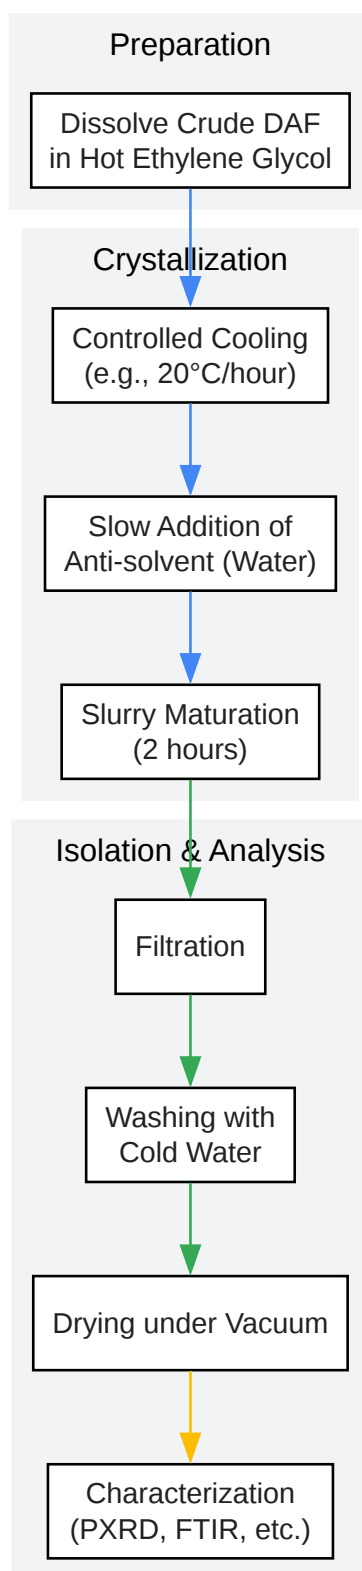 Preparation
Dissolve Crude DAF
in Hot Ethylene Glycol
Crystallization
Controlled Cooling
(e.g., 20°C/hour)
Slow Addition of
Anti-solvent (Water)
Slurry Maturation
(2 hours)
Isolation & Analysis
Filtration
Washing with
Cold Water
Drying under Vacuum
Characterization
(PXRD, FTIR, etc.)